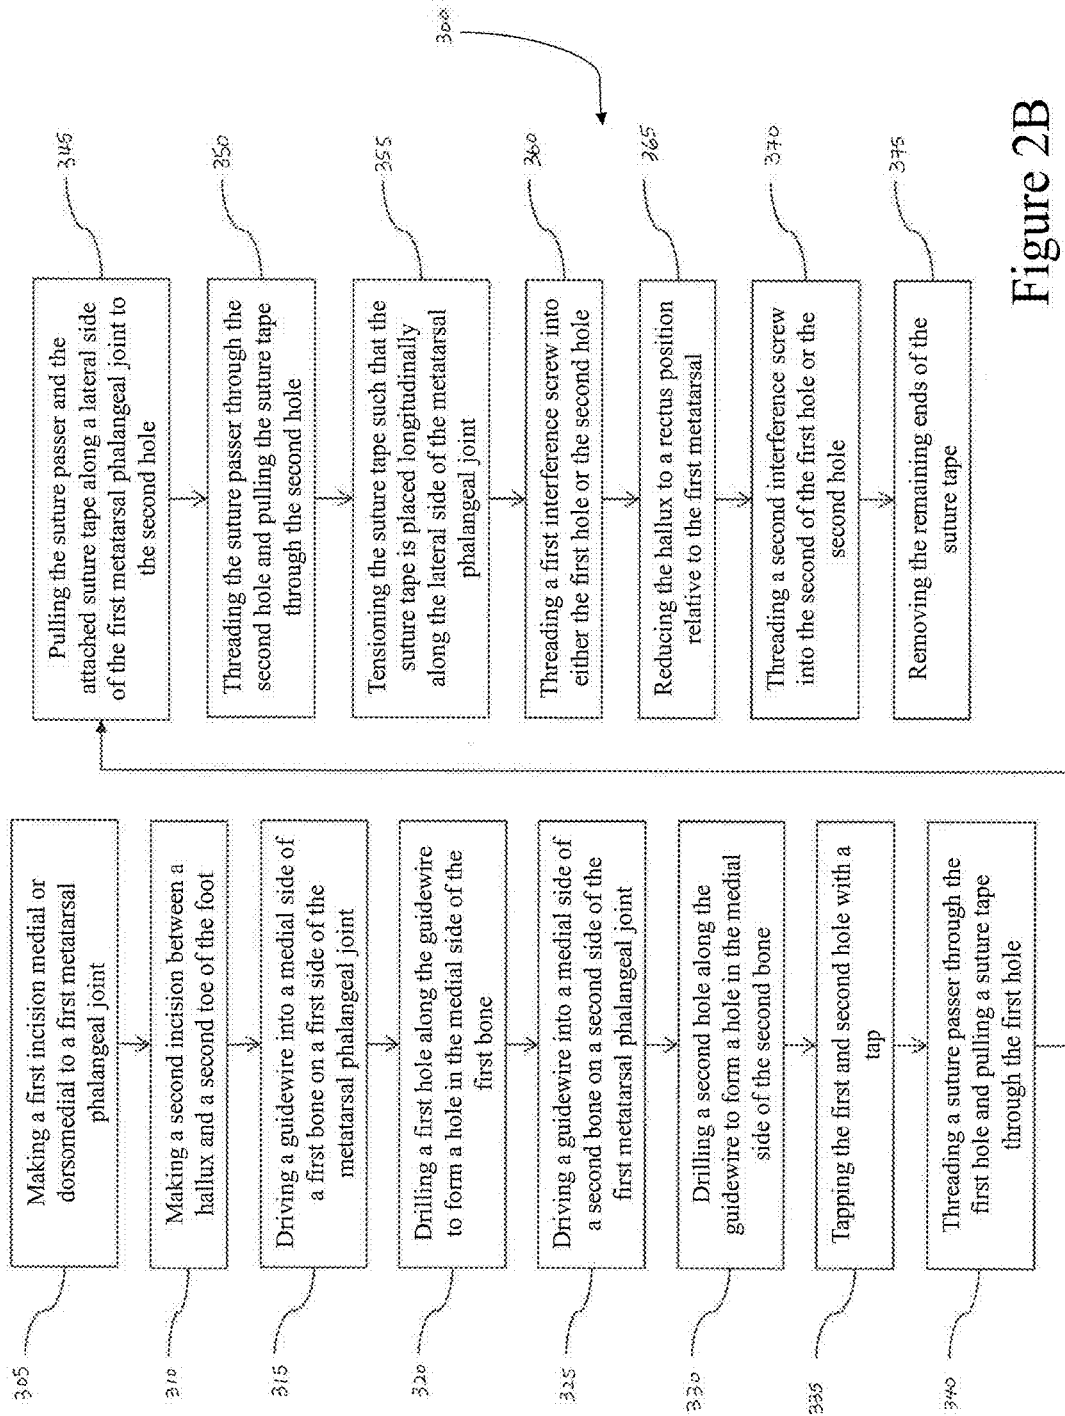 300
305
Making a first incision medial or
dorsomedial to a first metatarsal
phalangeal joint
310
Making a second incision between a
hallux and a second toe of the foot
315
Driving a guidewire into a medial side of
a first bone on a first side of the
metatarsal phalangeal joint
320
Drilling a first hole along the guidewire
to form a hole in the medial side of the
first bone
325
Driving a guidewire into a medial side of
a second bone on a second side of the
first metatarsal phalangeal joint
330
Drilling a second hole along the
guidewire to form a hole in the medial
side of the second bone
335
Tapping the first and second hole with a
tap
340
Threading a suture passer through the
first hole and pulling a suture tape
through the first hole
345
Pulling the suture passer and the
attached suture tape along a lateral side
of the first metatarsal phalangeal joint to
the second hole
350
Threading the suture passer through the
second hole and pulling the suture tape
through the second hole
355
Tensioning the suture tape such that the
suture tape is placed longitudinally
along the lateral side of the metatarsal
phalangeal joint
360
Threading a first interference screw into
either the first hole or the second hole
365
Reducing the hallux to a rectus position
relative to the first metatarsal
370
Threading a second interference screw
into the second of the first hole or the
second hole
375
Removing the remaining ends of the
suture tape
Figure 2B